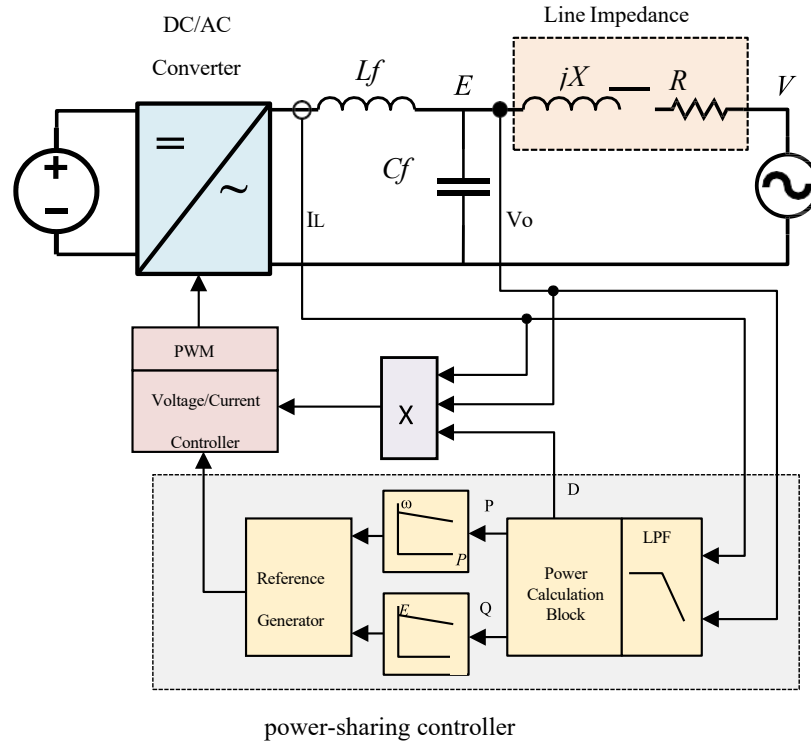 DC/AC
Converter
Line Impedance
Lf
E
jX
R
V
=
~
+
−
Cf
IL
Vo
PWM
Voltage/Current
Controller
X
D
P
ω
P
LPF
Reference
Generator
Power
Calculation
Block
E
Q
power-sharing controller